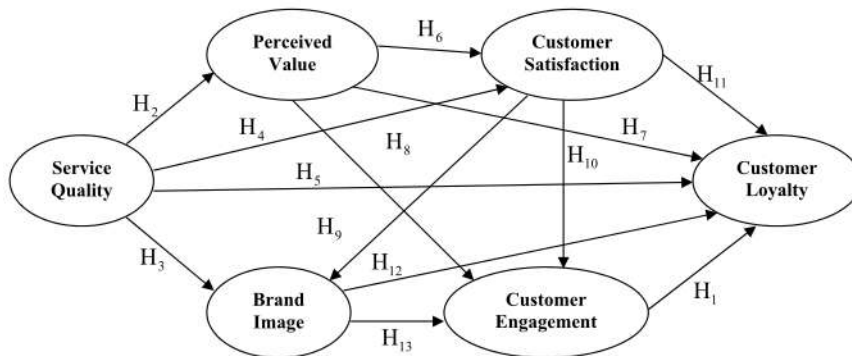 H6
Perceived
Value
Customer
Satisfaction
H11
H2
H4
H8
H7
H10
Service
Quality
H5
Customer
Loyalty
H3
H9
H12
Brand
Image
Customer
Engagement
H1
H13